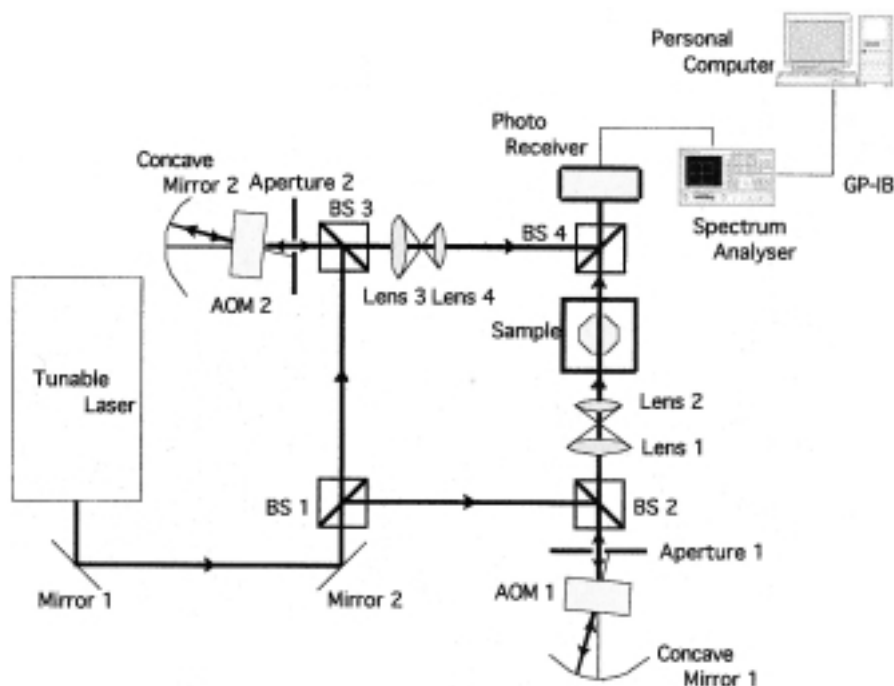 Personal
Computer
Photo
Receiver
GP-IB
Spectrum
Analyser
Concave
Mirror 2
Aperture 2
BS 3
BS 4
AOM 2
Lens 3
Lens 4
Sample
Tunable
Laser
Lens 2
Lens 1
BS 1
BS 2
Aperture 1
AOM 1
Mirror 1
Mirror 2
Concave
Mirror 1